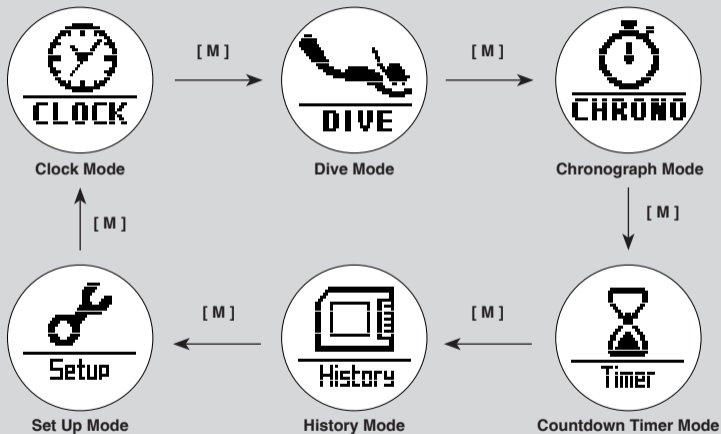 [ M ]
[ M ]
CLOCK
DIVE
CHRONO
Clock Mode
Dive Mode
Chronograph Mode
[ M ]
[ M ]
[ M ]
[ M ]
Setup
History
Timer
Set Up Mode
History Mode
Countdown Timer Mode